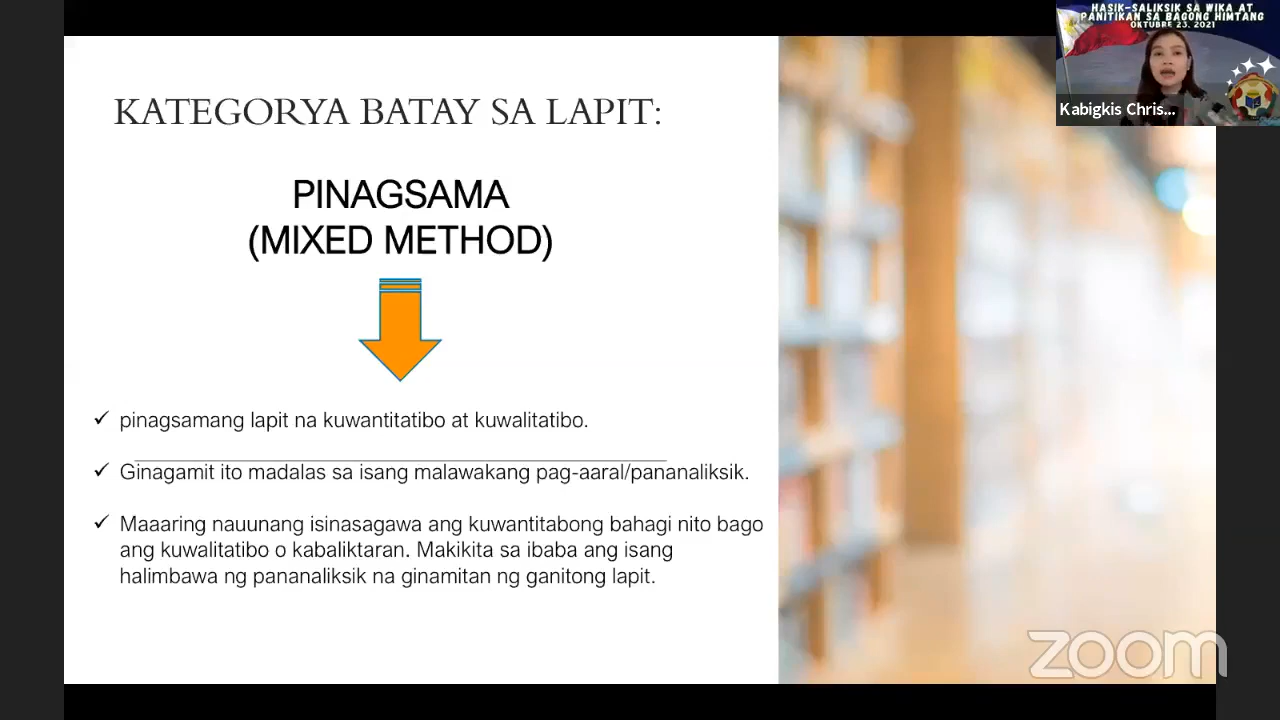 HASIK-SALIKSIK SA WIKA AT
PANITIKAN SA BAGONG HIMTANG
OKTUBRE 23, 2021
Kabigkis Chris...
KATEGORYA BATAY SA LAPIT:
PINAGSAMA
(MIXED METHOD)
✓ pinagsamang lapit na kuwantitatibo at kuwalitatibo.
✓ Ginagamit ito madalas sa isang malawakang pag-aaral/pananaliksik.
✓ Maaaring nauunang isinasagawa ang kuwantitabong bahagi nito bago
ang kuwalitatibo o kabaliktaran. Makikita sa ibaba ang isang
halimbawa ng pananaliksik na ginamitan ng ganitong lapit.
zoom